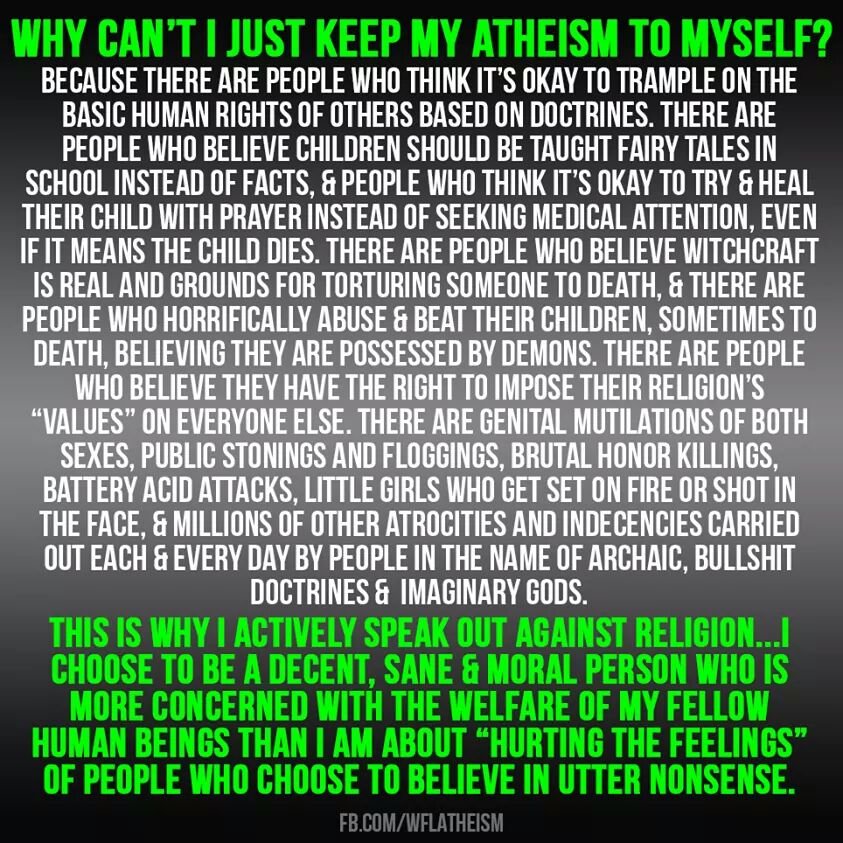 WHY CAN'T I JUST KEEP MY ATHEISM TO MYSELF?
BECAUSE THERE ARE PEOPLE WHO THINK IT'S OKAY TO TRAMPLE ON THE
BASIC HUMAN RIGHTS OF OTHERS BASED ON DOCTRINES. THERE ARE
PEOPLE WHO BELIEVE CHILDREN SHOULD BE TAUGHT FAIRY TALES IN
SCHOOL INSTEAD OF FACTS, & PEOPLE WHO THINK IT'S OKAY TO TRY & HEAL
THEIR CHILD WITH PRAYER INSTEAD OF SEEKING MEDICAL ATTENTION, EVEN
IF IT MEANS THE CHILD DIES. THERE ARE PEOPLE WHO BELIEVE WITCHCRAFT
IS REAL AND GROUNDS FOR TORTURING SOMEONE TO DEATH, & THERE ARE
PEOPLE WHO HORRIFICALLY ABUSE & BEAT THEIR CHILDREN, SOMETIMES TO
DEATH, BELIEVING THEY ARE POSSESSED BY DEMONS. THERE ARE PEOPLE
WHO BELIEVE THEY HAVE THE RIGHT TO IMPOSE THEIR RELIGION'S
"VALUES" ON EVERYONE ELSE. THERE ARE GENITAL MUTILATIONS OF BOTH
SEXES, PUBLIC STONINGS AND FLOGGINGS, BRUTAL HONOR KILLINGS,
BATTERY ACID ATTACKS, LITTLE GIRLS WHO GET SET ON FIRE OR SHOT IN
THE FACE, & MILLIONS OF OTHER ATROCITIES AND INDECENCIES CARRIED
OUT EACH & EVERY DAY BY PEOPLE IN THE NAME OF ARCHAIC, BULLSHIT
DOCTRINES & IMAGINARY GODS.
THIS IS WHY I ACTIVELY SPEAK OUT AGAINST RELIGION...I
CHOOSE TO BE A DECENT, SANE & MORAL PERSON WHO IS
MORE CONCERNED WITH THE WELFARE OF MY FELLOW
HUMAN BEINGS THAN I AM ABOUT "HURTING THE FEELINGS"
OF PEOPLE WHO CHOOSE TO BELIEVE IN UTTER NONSENSE.
FB.COM/WFLATHEISM